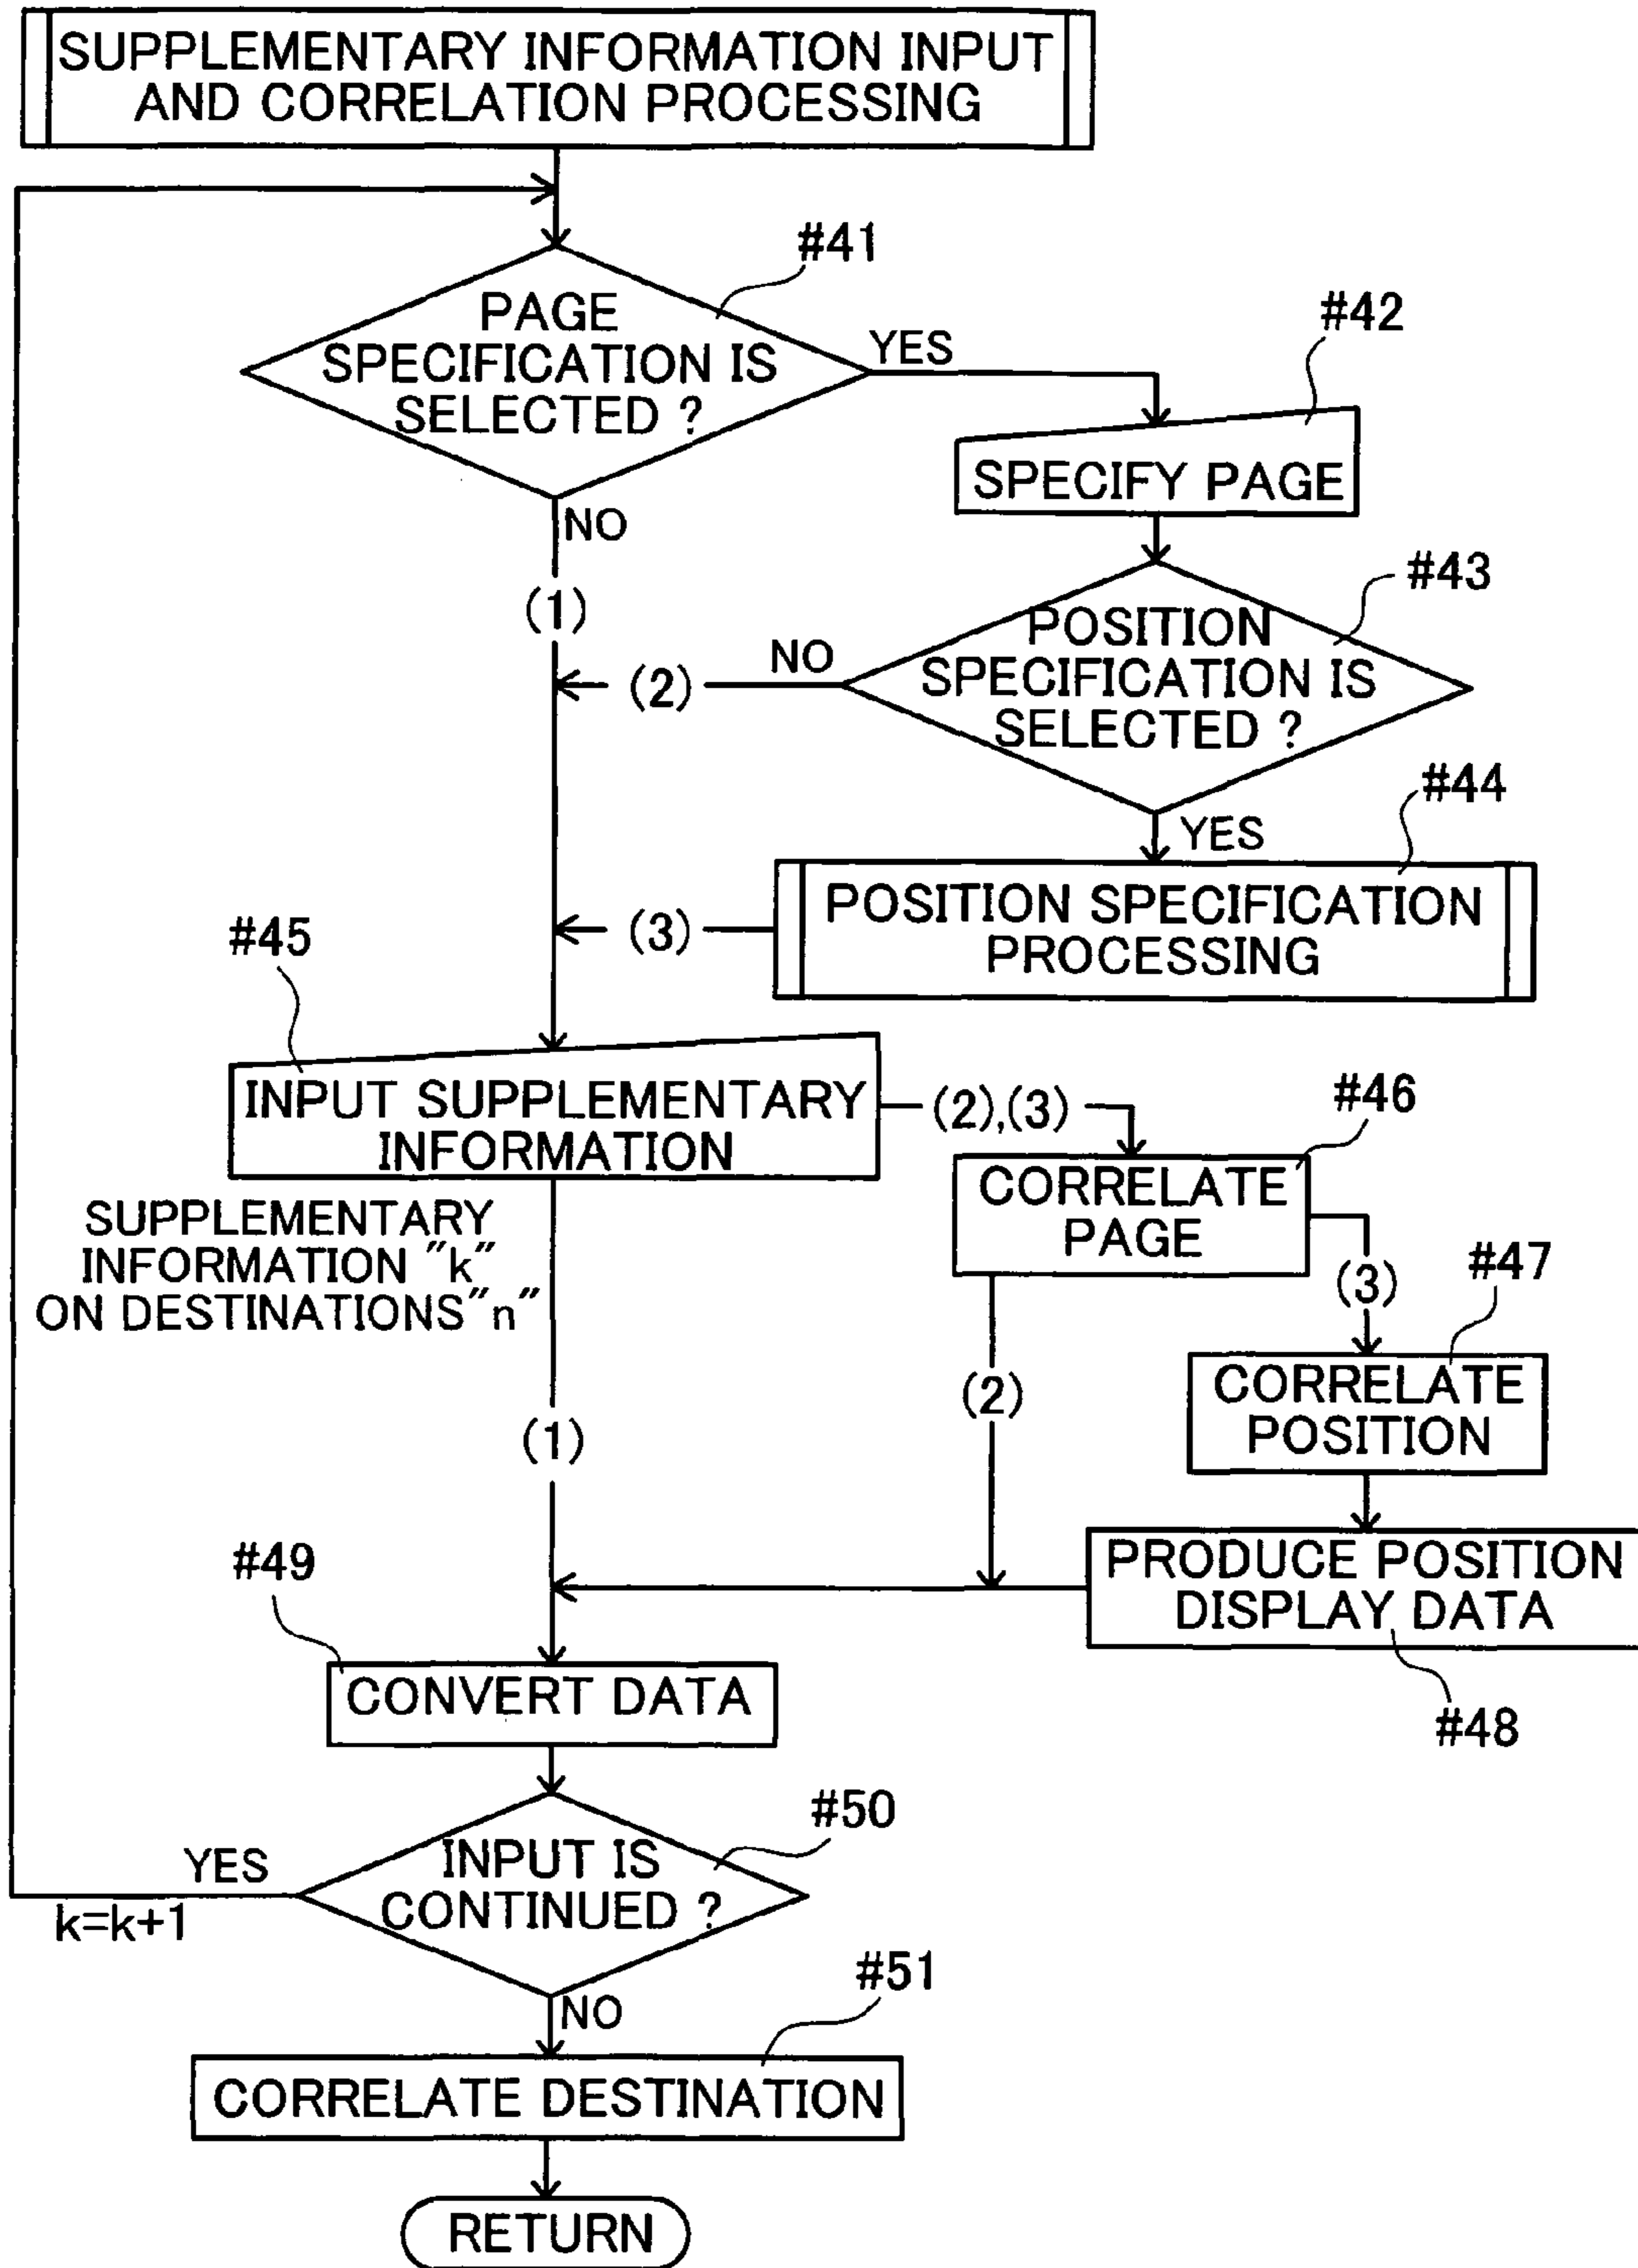 SUPPLEMENTARY INFORMATION INPUT
AND CORRELATION PROCESSING
#41
PAGE
SPECIFICATION IS
SELECTED ?
YES
NO
#42
SPECIFY PAGE
(1)
#43
POSITION
SPECIFICATION IS
SELECTED ?
NO
(2)
YES
#44
POSITION SPECIFICATION
PROCESSING
(3)
#45
INPUT SUPPLEMENTARY
INFORMATION
(2),(3)
#46
CORRELATE
PAGE
SUPPLEMENTARY
INFORMATION "k"
ON DESTINATIONS"n"
(3)
#47
(2)
CORRELATE
POSITION
(1)
PRODUCE POSITION
DISPLAY DATA
#48
#49
CONVERT DATA
#50
INPUT IS
CONTINUED ?
YES
k=k+1
NO
#51
CORRELATE DESTINATION
RETURN